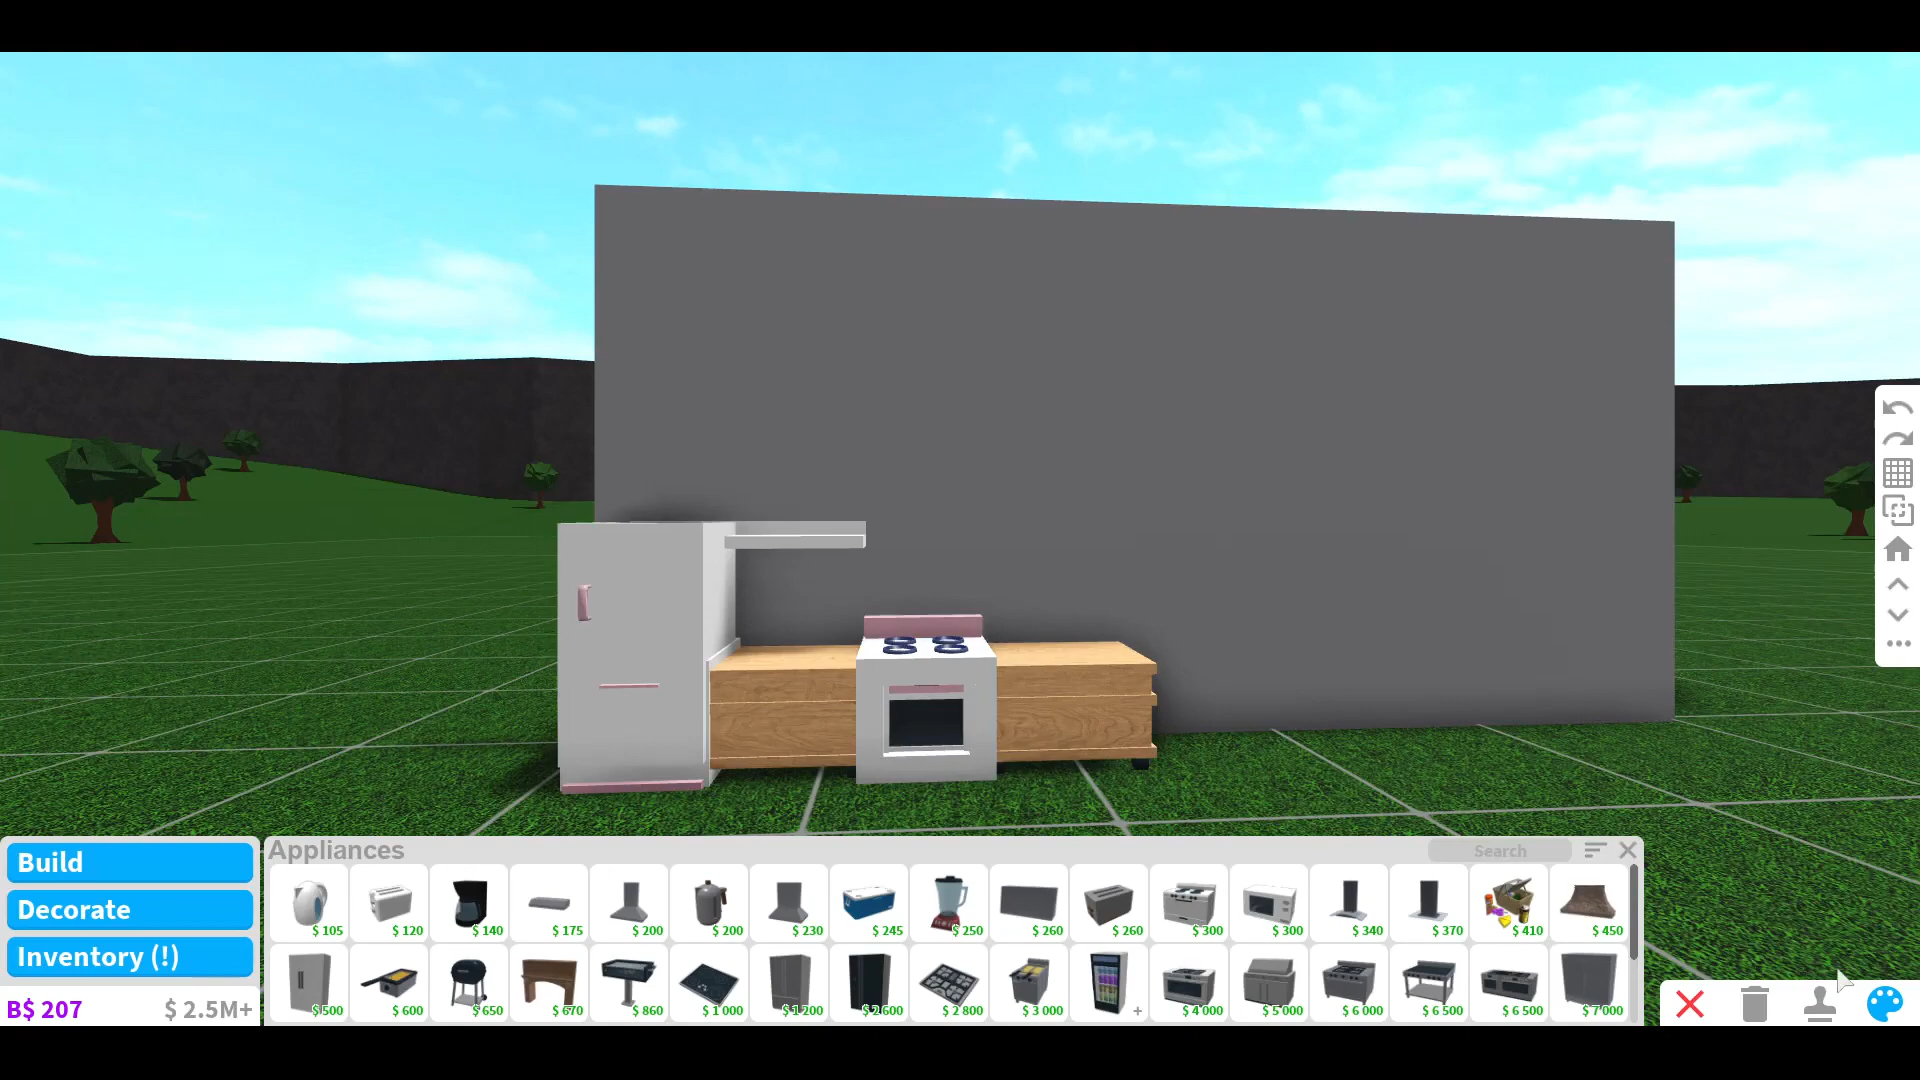 Build
Decorate
Inventory (!)
B$ 207
$ 2.5M+
Appliances
Search
$ 105
$ 120
$ 140
$ 175
$ 200
$ 200
$ 230
$ 245
$ 250
$ 260
$ 260
$ 300
$ 300
$ 340
$ 370
$ 410
$ 450
$ 500
$ 600
$ 650
$ 670
$ 860
$ 1 000
$ 1 200
$ 2 600
$ 2 800
$ 3 000
+
$ 4 000
$ 5 000
$ 6 000
$ 6 500
$ 6 500
$ 7 000